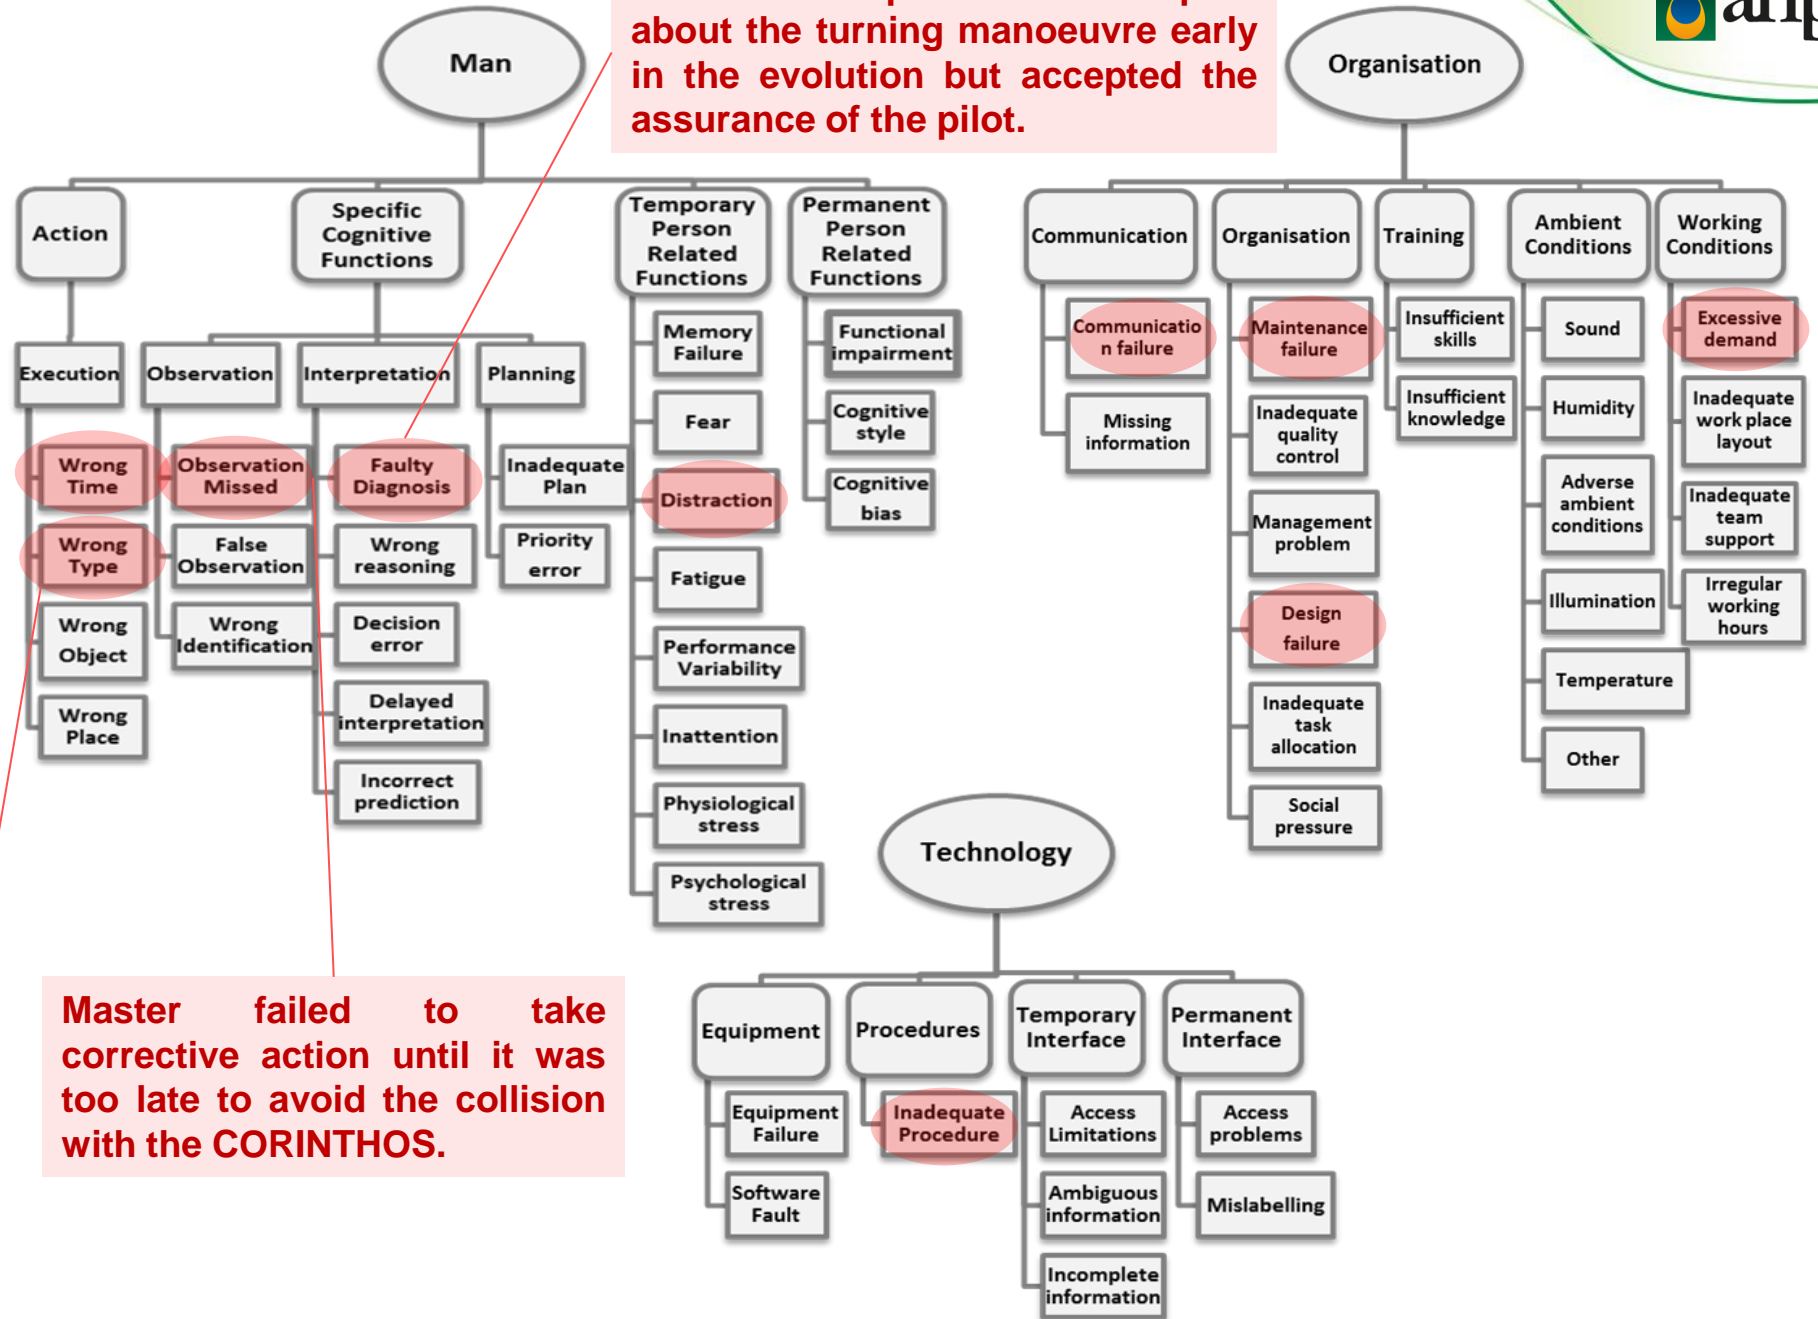 about the turning manoeuvre early
in the evolution but accepted the
assurance of the pilot.
Man
Action
Specific
Cognitive
Functions
Temporary
Person
Related
Functions
Permanent
Person
Related
Functions
Execution
Observation
Interpretation
Planning
Wrong
Time
Wrong
Type
Wrong
Object
Wrong
Place
Observation
Missed
False
Observation
Wrong
Identification
Faulty
Diagnosis
Wrong
reasoning
Decision
error
Delayed
interpretation
Incorrect
prediction
Inadequate
Plan
Priority
error
Memory
Failure
Fear
Distraction
Fatigue
Performance
Variability
Inattention
Physiological
stress
Psychological
stress
Functional
impairment
Cognitive
style
Cognitive
bias
Organisation
Communication
Organisation
Training
Ambient
Conditions
Working
Conditions
Communicatio
n failure
Missing
information
Maintenance
failure
Inadequate
quality
control
Management
problem
Design
failure
Inadequate
task
allocation
Social
pressure
Insufficient
skills
Insufficient
knowledge
Sound
Humidity
Adverse
ambient
conditions
Illumination
Temperature
Other
Excessive
demand
Inadequate
work place
layout
Inadequate
team
support
Irregular
working
hours
Technology
Equipment
Procedures
Temporary
Interface
Permanent
Interface
Equipment
Failure
Software
Fault
Inadequate
Procedure
Access
Limitations
Ambiguous
information
Incomplete
information
Access
problems
Mislabelling
Master failed to take
corrective action until it was
too late to avoid the collision
with the CORINTHOS.